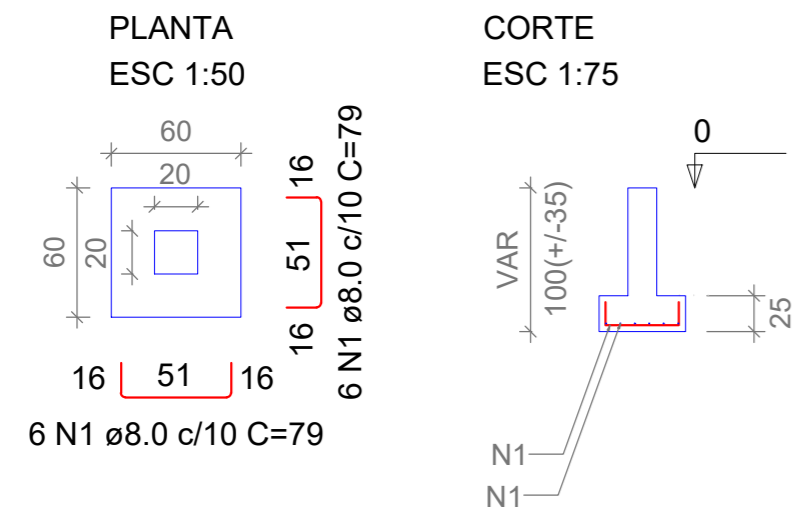 PLANTA
ESC 1:50
60
20
60
20
16
51
16
6 N1 ø8.0 c/10 C=79
16 51 16
6 N1 ø8.0 c/10 C=79
CORTE
ESC 1:75
0
VAR
100(+/-35)
25
N1
N1